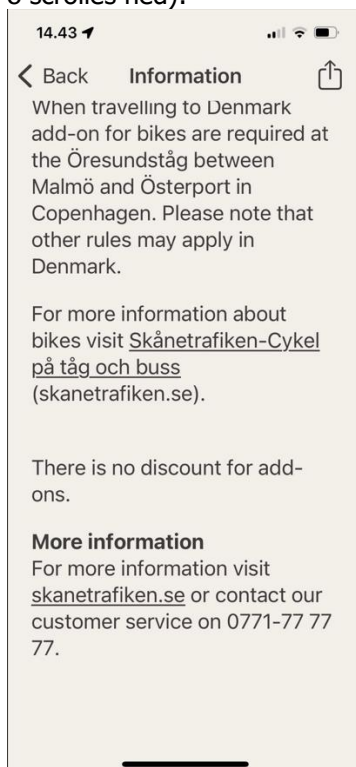 14.43
Back Information
When travelling to Denmark
add-on for bikes are required at
the Öresundståg between
Malmö and Österport in
Copenhagen. Please note that
other rules may apply in
Denmark.
For more information about
bikes visit Skånetrafiken-Cykel
på tåg och buss
(skanetrafiken.se).
There is no discount for add-
ons.
More information
For more information visit
skanetrafiken.se or contact our
customer service on 0771-77 77
77.